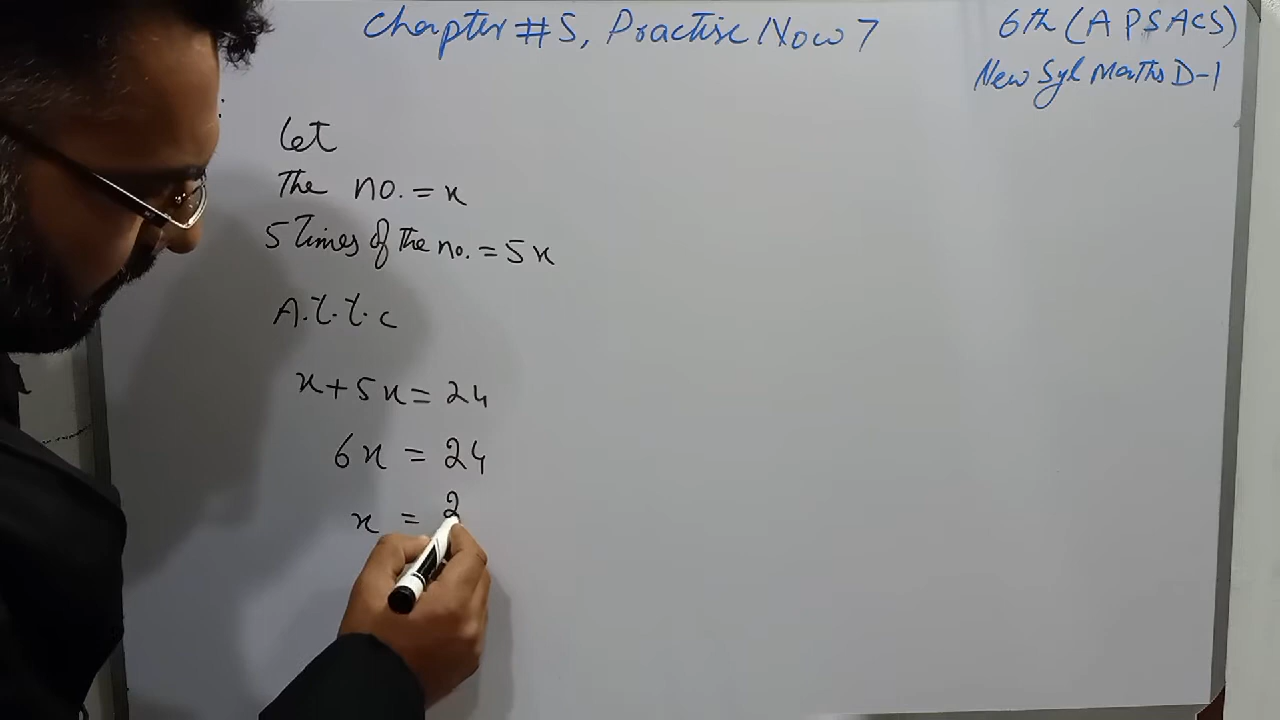 Chapter #5, Practise Now 7
6th (APSACS)
New Syl Maths D-1
Let
The no. = x
5 Times of the no. = 5x
A.t.t.c
x + 5x = 24
6x = 24
x = 2